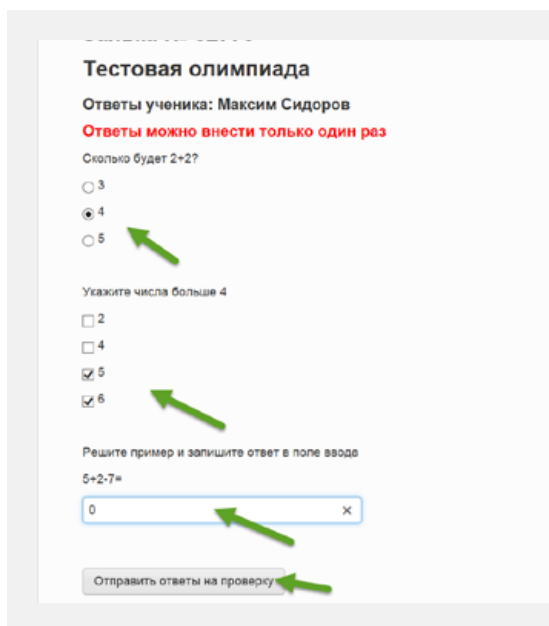 Тестовая олимпиада
Ответы ученика: Максим Сидоров
Ответы можно внести только один раз
Сколько будет 2+2?
3
4
5
Укажите числа больше 4
2
4
5
6
Решите пример и запишите ответ в поле ввода
5+2-7=
0
Отправить ответы на проверку